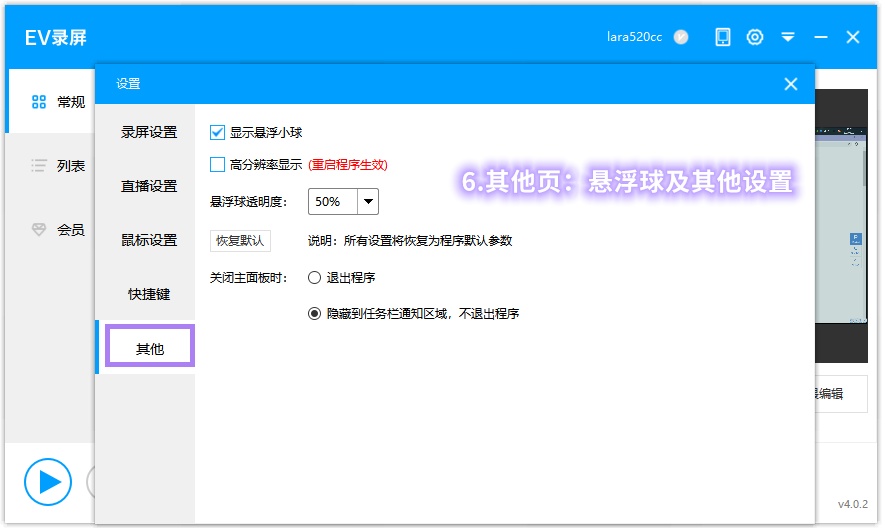 EV录屏
lara520cc
常规
列表
会员
设置
录屏设置
直播设置
鼠标设置
快捷键
其他
显示悬浮小球
高分辨率显示 (重启程序生效)
6.其他页：悬浮球及其他设置
悬浮球透明度： 50%
恢复默认 说明：所有设置将恢复为程序默认参数
关闭主面板时： 退出程序
隐藏到任务栏通知区域，不退出程序
编辑
v4.0.2